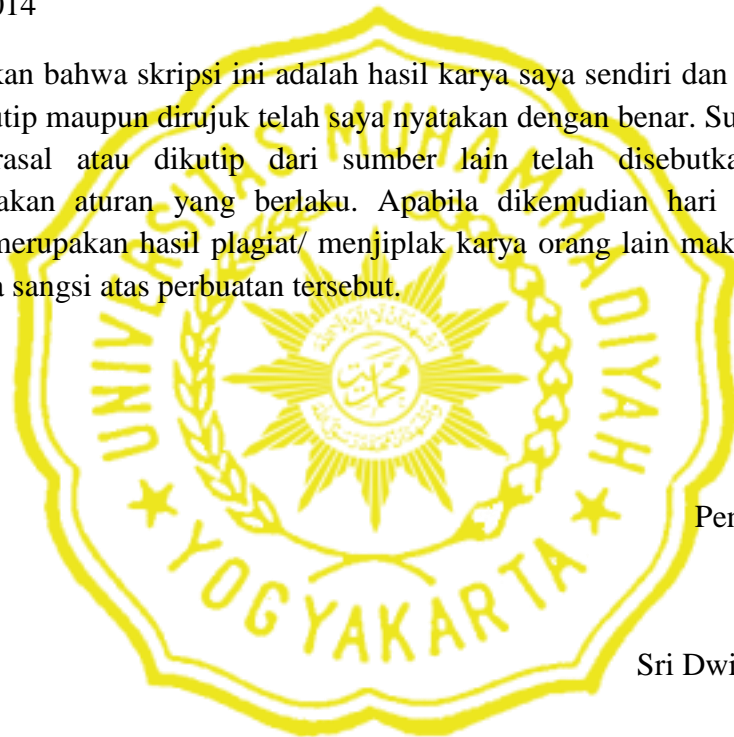 014
kan bahwa skripsi ini adalah hasil karya saya sendiri dan
utip maupun dirujuk telah saya nyatakan dengan benar. Su
rasal atau dikutip dari sumber lain telah disebutka
akan aturan yang berlaku. Apabila dikemudian hari
merupakan hasil plagiat/ menjiplak karya orang lain mak
a sangsi atas perbuatan tersebut.
UNIVERSITAS MUHAMMADIYAH
YOGYAKARTA
Pen
Sri Dwi